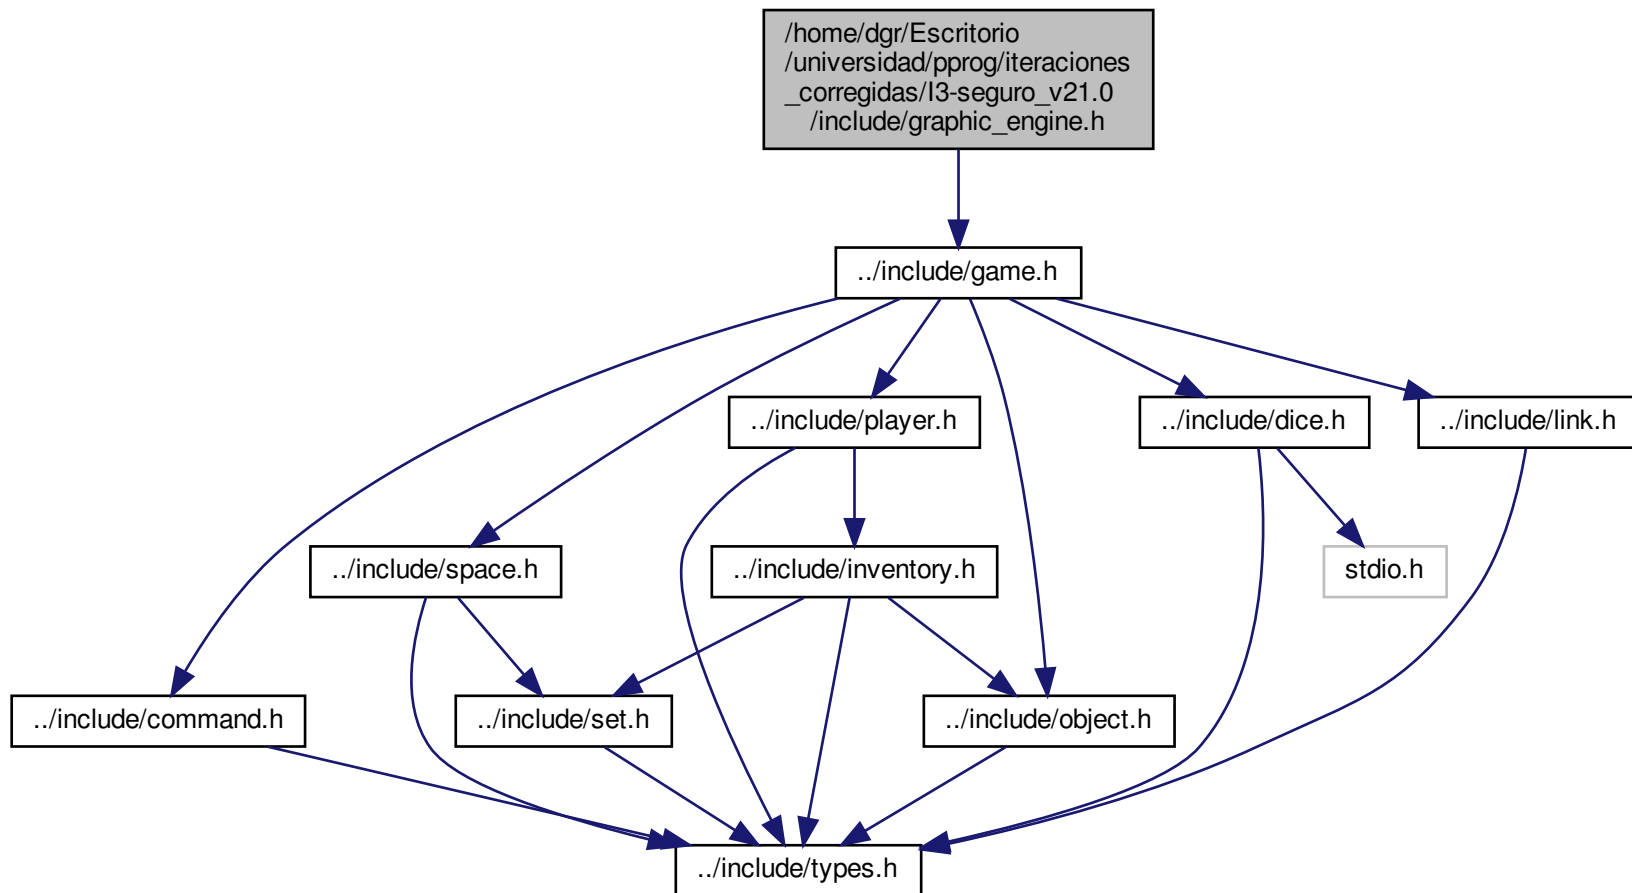 /home/dgr/Escritorio
/universidad/pprog/iteraciones
_corregidas/I3-seguro_v21.0
/include/graphic_engine.h
../include/game.h
../include/player.h
../include/dice.h
../include/link.h
../include/space.h
../include/inventory.h
stdio.h
../include/command.h
../include/set.h
../include/object.h
../include/types.h